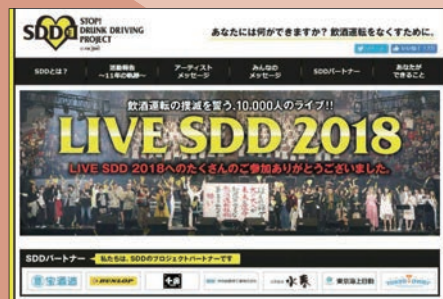 SDD
STOP!
DRUNK DRIVING
PROJECT
あなたには何ができますか？飲酒運転をなくすために。
SDDとは？
活動報告
～11年の軌跡～
アーティスト
メッセージ
みんなの
メッセージ
SDDパートナー
あなたが
できること
飲酒運転の撲滅を誓う、10,000人のライブ!!
LIVE SDD 2018
LIVE SDD 2018へのたくさんのご参加ありがとうございました。
SDDパートナー
私たちは、SDDのプロジェクトパートナーです
宝酒造
DUNLOP
東京海上日動